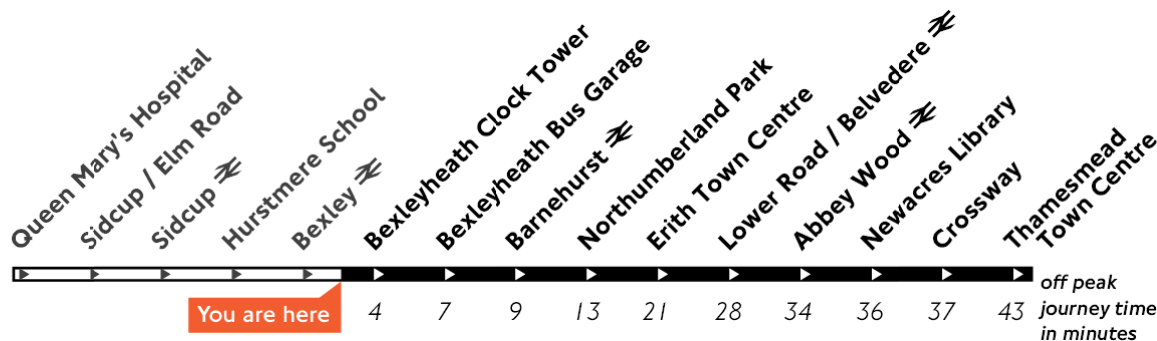 Queen Mary's Hospital
Sidcup / Elm Road
Sidcup
Hurstmere School
Bexley
Bexleyheath Clock Tower
Bexleyheath Bus Garage
Barnehurst
Northumberland Park
Erith Town Centre
Lower Road / Belvedere
Abbey Wood
Newacres Library
Crossway
Thamesmead
Town Centre
You are here
4 7 9 13 21 28 34 36 37 43
off peak
journey time
in minutes